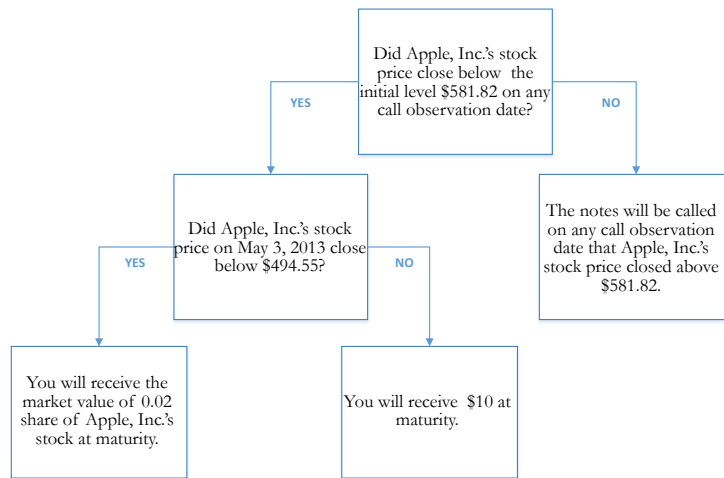 Did Apple, Inc.'s stock
price close below the
initial level $581.82 on any
call observation date?
YES
NO
Did Apple, Inc.'s stock
price on May 3, 2013 close
below $494.55?
The notes will be called
on any call observation
date that Apple, Inc.'s
stock price closed above
$581.82.
YES
NO
You will receive the
market value of 0.02
share of Apple, Inc.'s
stock at maturity.
You will receive $10 at
maturity.